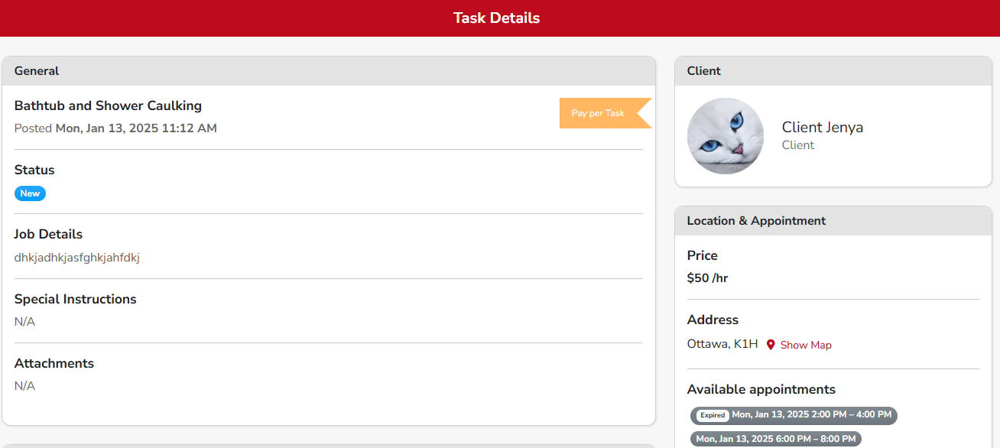 Task Details
General
Bathtub and Shower Caulking
Posted Mon, Jan 13, 2025 11:12 AM
Pay per Task
Status
New
Job Details
dhkjadhkjasfghkjahfdkj
Special Instructions
N/A
Attachments
N/A
Client
Client Jenya
Client
Location & Appointment
Price
$50 /hr
Address
Ottawa, K1H Show Map
Available appointments
Expired Mon, Jan 13, 2025 2:00 PM – 4:00 PM
Mon, Jan 13, 2025 6:00 PM – 8:00 PM